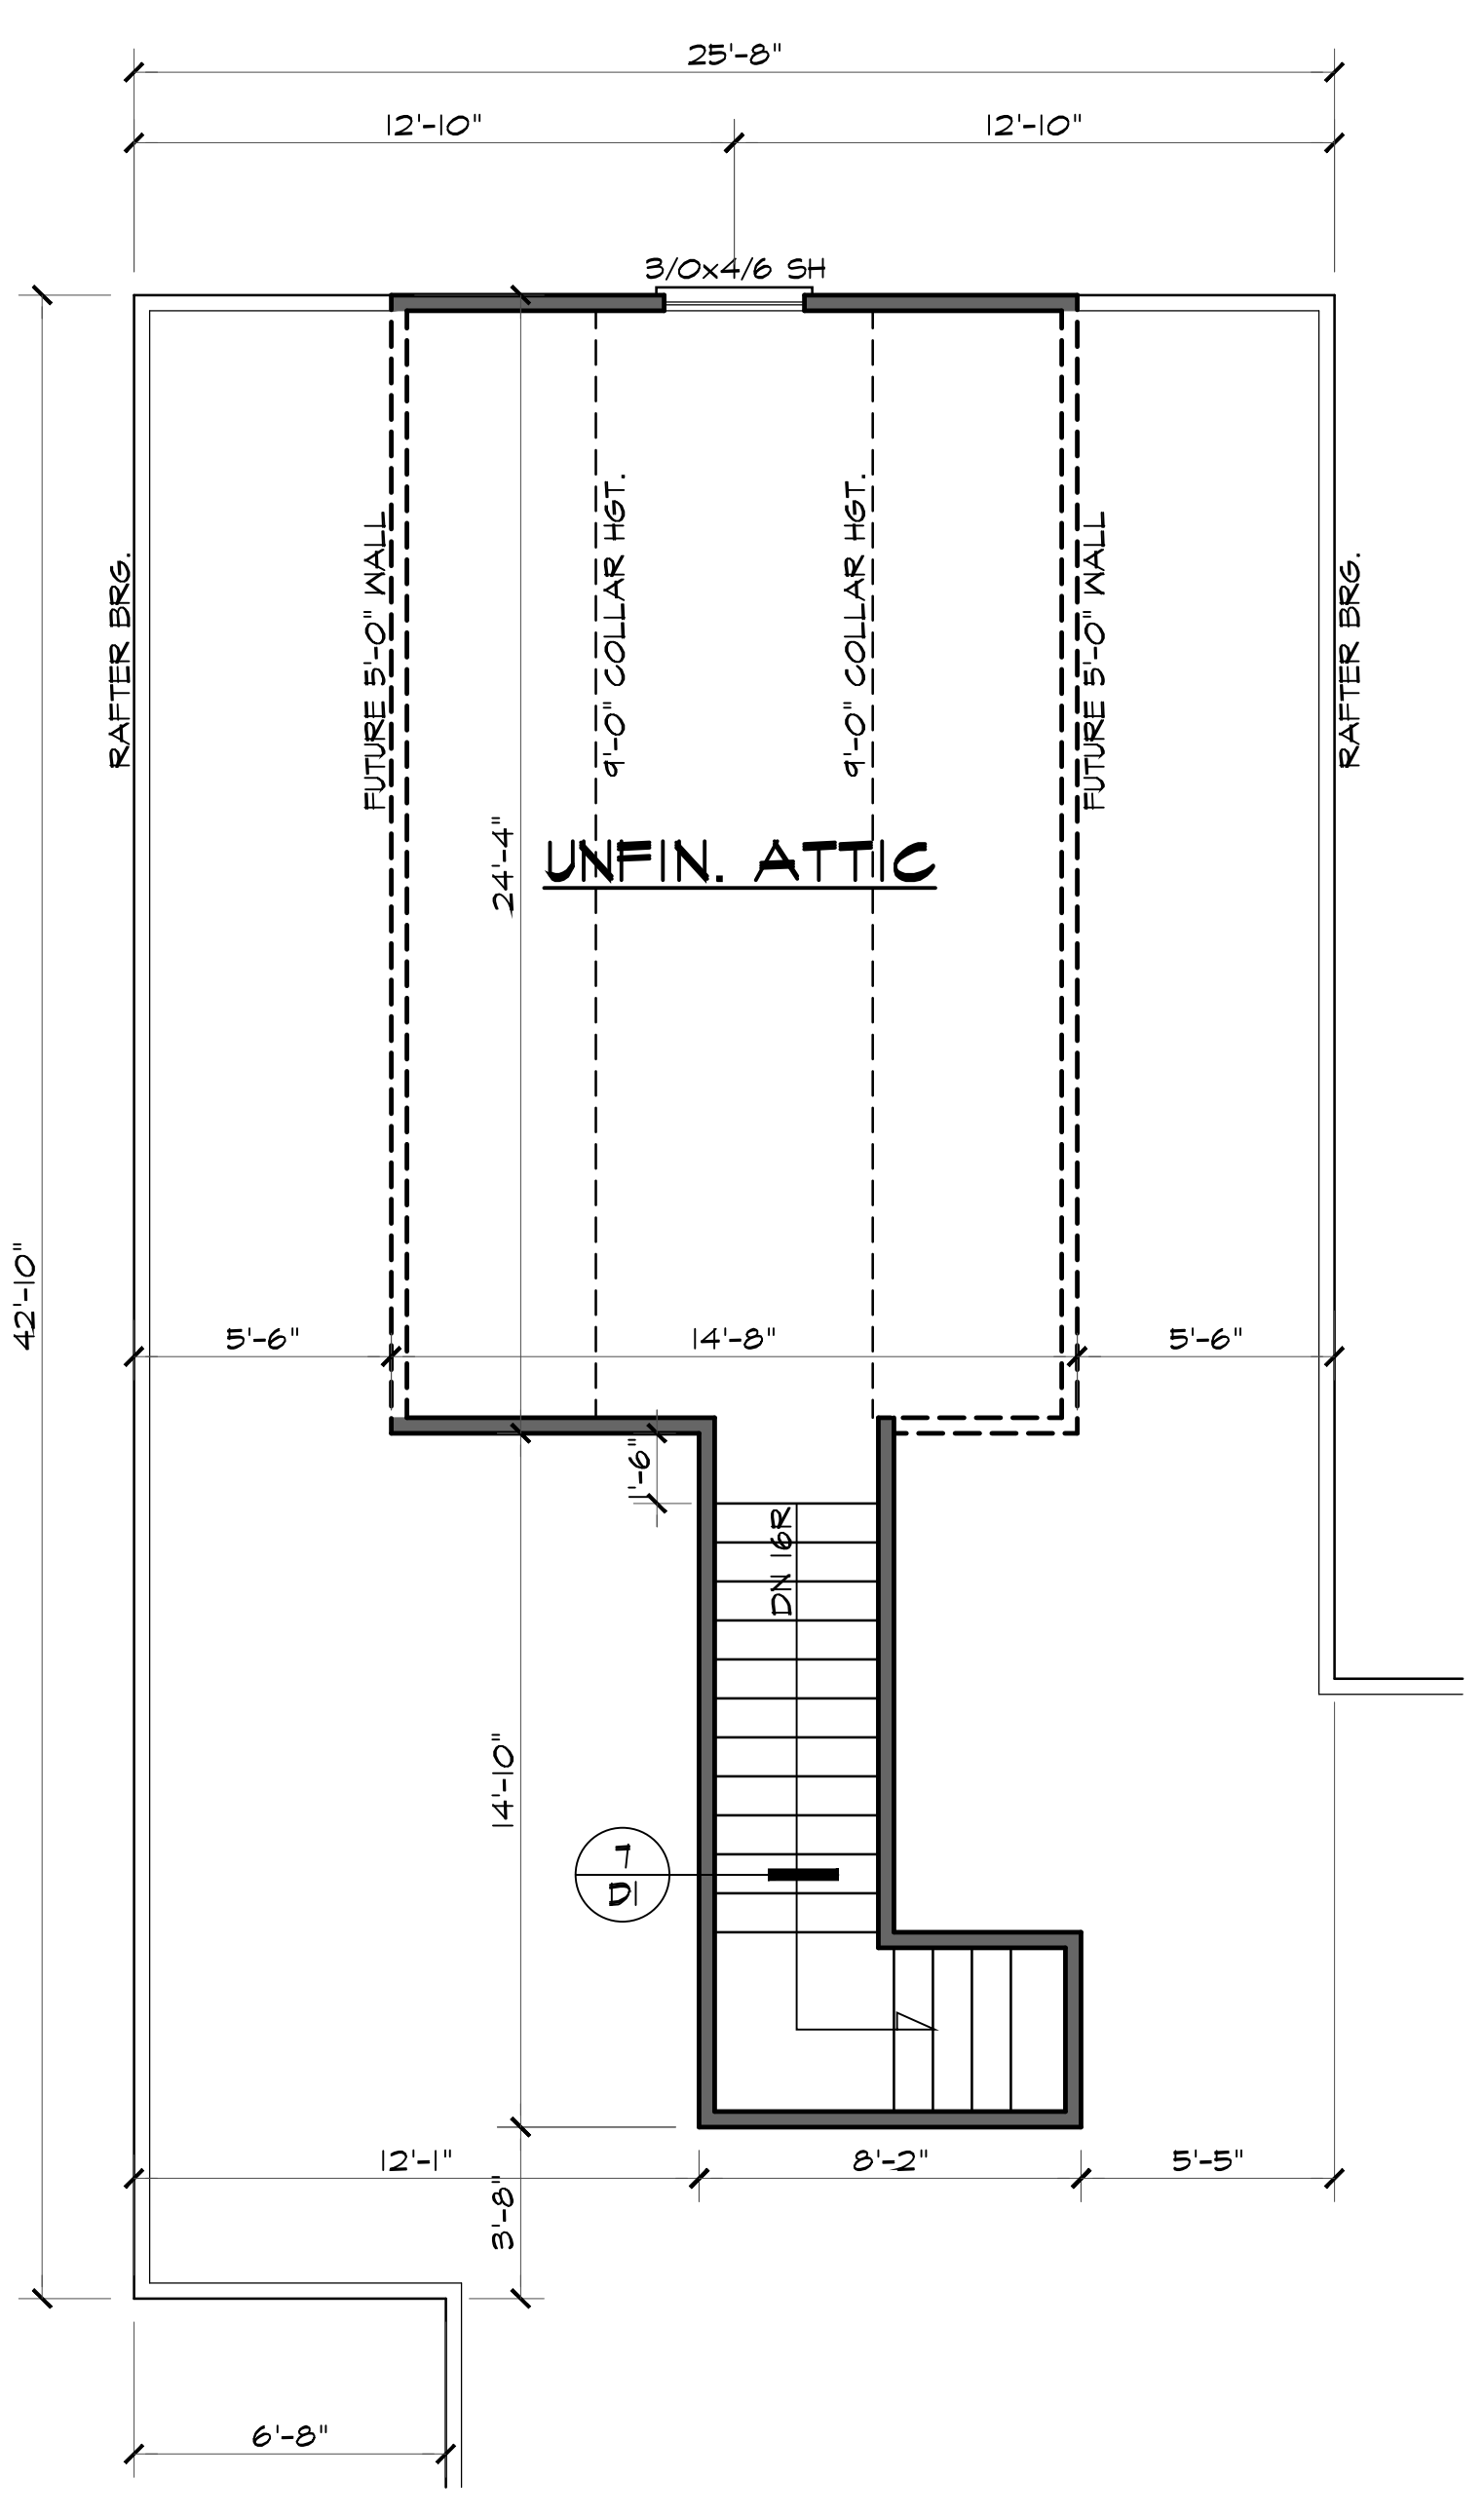 25'-8"
12'-10"
12'-10"
3/0x4/6 SH
RAFTER BRG.
FUTURE 5'-0" WALL
9'-0" COLLAR HGT.
9'-0" COLLAR HGT.
FUTURE 5'-0" WALL
RAFTER BRG.
24'-4"
UNFIN. ATTIC
42'-10"
5'-6"
14'-8"
5'-6"
1'-6"
DN 16R
14'-10"
7
D1
12'-1"
8'-2"
5'-5"
3'-8"
6'-8"